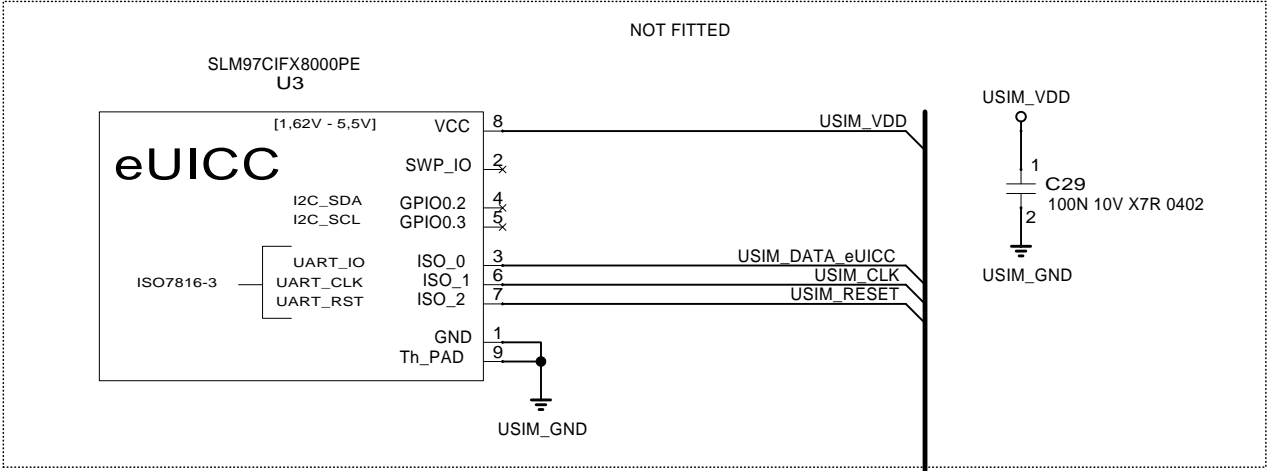 NOT FITTED
SLM97CIFX8000PE
U3
[1,62V - 5,5V] VCC 8 USIM_VDD
eUICC
SWP_IO 2
I2C_SDA GPIO0.2 4
I2C_SCL GPIO0.3 5
UART_IO ISO_0 3 USIM_DATA_eUICC
ISO7816-3 UART_CLK ISO_1 6 USIM_CLK
UART_RST ISO_2 7 USIM_RESET
GND 1
Th_PAD 9
USIM_GND
USIM_VDD
1
C29
100N 10V X7R 0402
2
USIM_GND